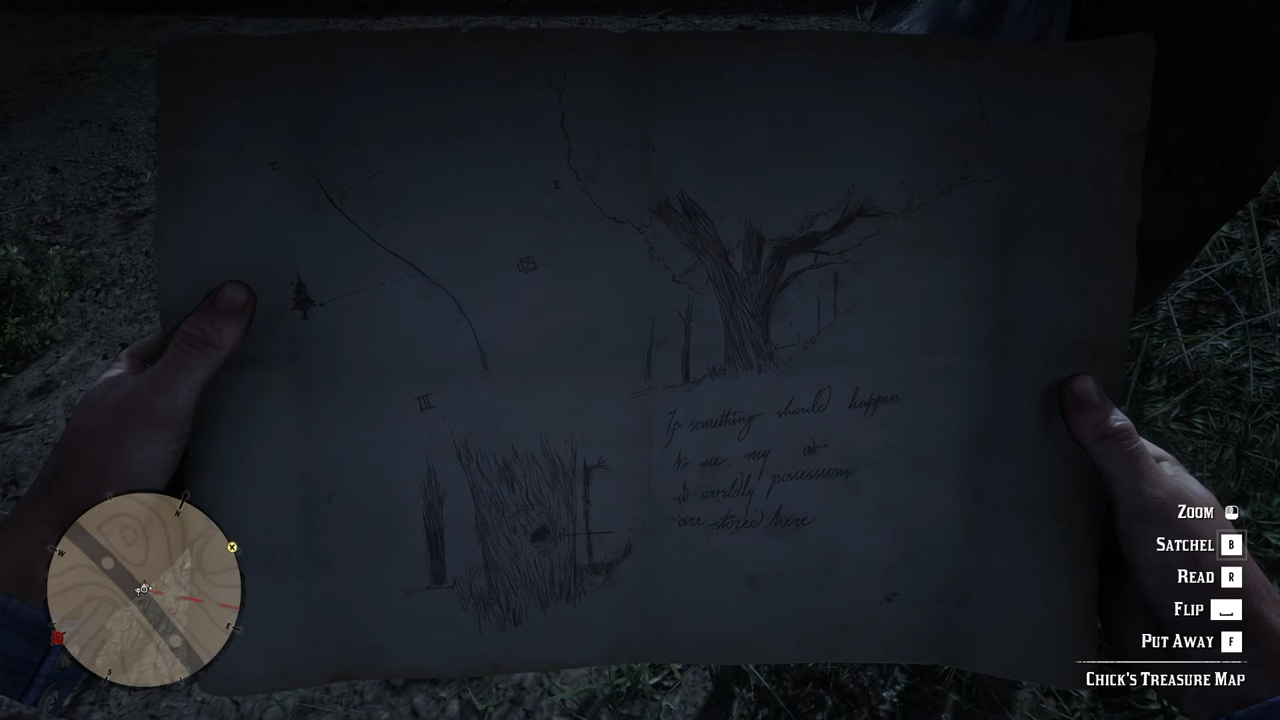 I
II
III
If something should happen
to me, my
worldly possessions
are stored here
N
W
E
S
X
ZOOM
SATCHEL B
READ R
FLIP
PUT AWAY F
CHICK'S TREASURE MAP